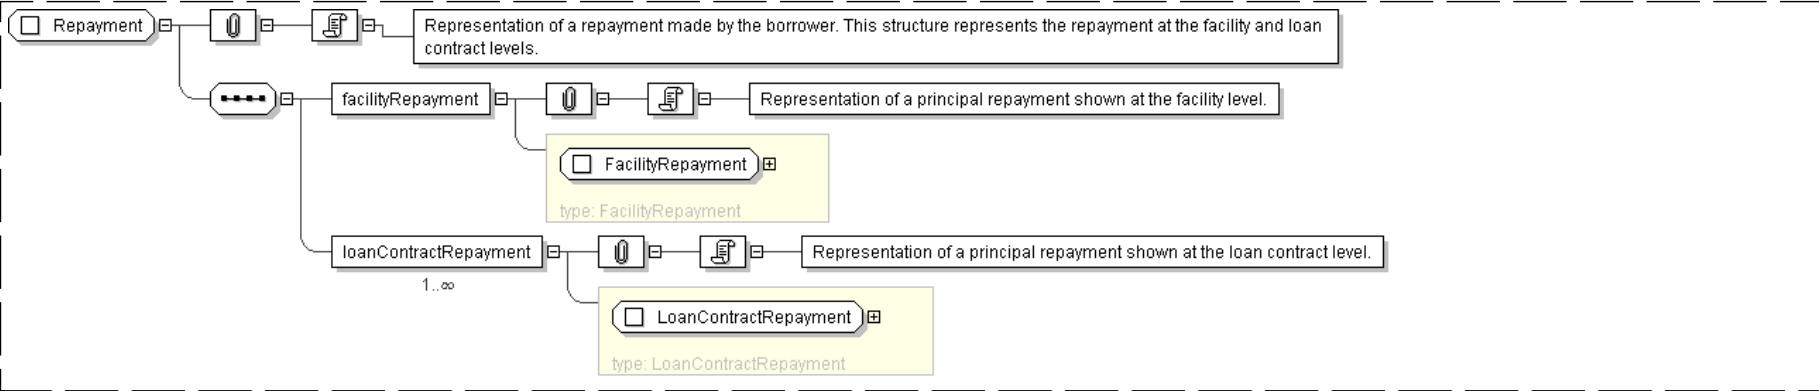 Repayment
Representation of a repayment made by the borrower. This structure represents the repayment at the facility and loan
contract levels.
facilityRepayment
Representation of a principal repayment shown at the facility level.
FacilityRepayment
type: FacilityRepayment
loanContractRepayment
Representation of a principal repayment shown at the loan contract level.
1..∞
LoanContractRepayment
type: LoanContractRepayment